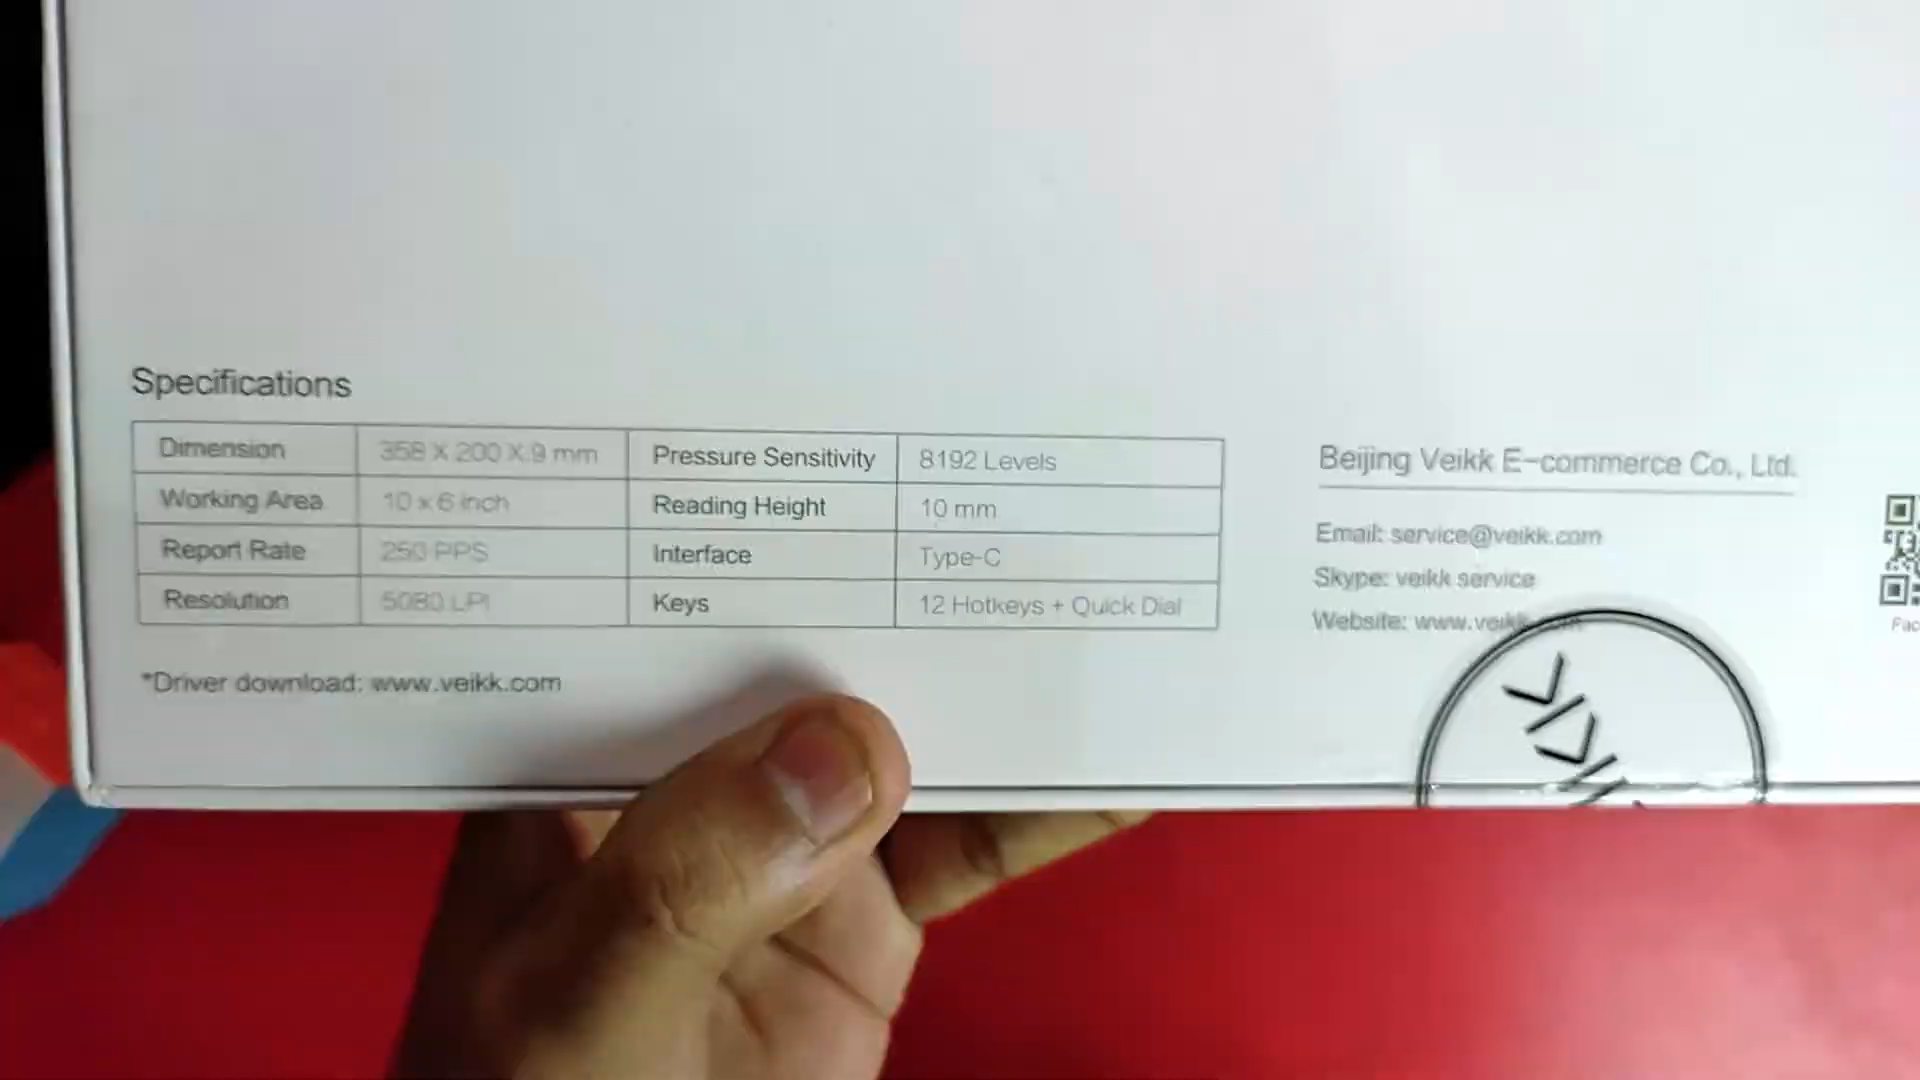 Specifications
Dimension 358 X 200 X 9 mm Pressure Sensitivity 8192 Levels
Working Area 10 x 6 inch Reading Height 10 mm
Report Rate 250 PPS Interface Type-C
Resolution 5080 LPI Keys 12 Hotkeys + Quick Dial
*Driver download: www.veikk.com
Beijing Veikk E-commerce Co., Ltd.
Email: service@veikk.com
Skype: veikk service
Website: www.veikk.com
Fac